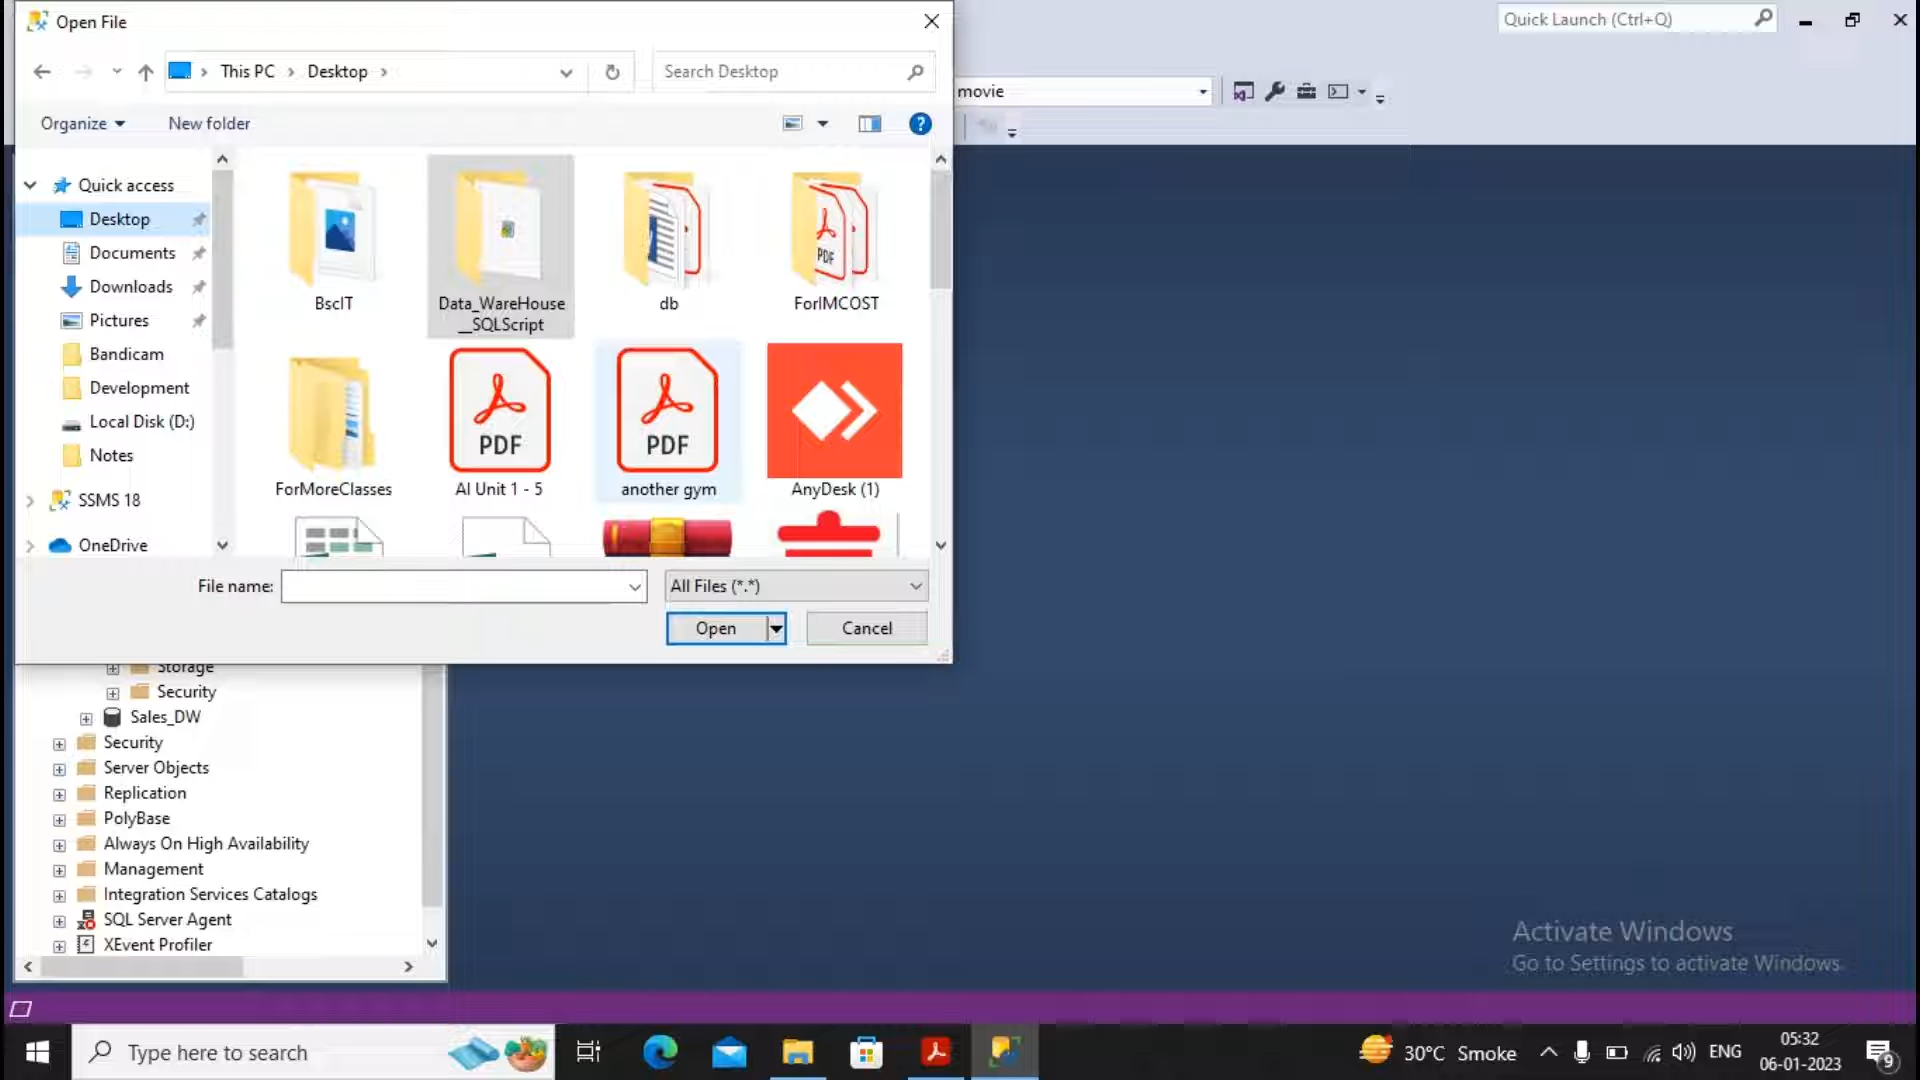 Open File
Quick Launch (Ctrl+Q)
This PC
Desktop
Search Desktop
movie
Organize
New folder
Quick access
Desktop
Documents
Downloads
Pictures
Bandicam
Development
Local Disk (D:)
Notes
SSMS 18
OneDrive
BscIT
Data_WareHouse
__SQLScript
db
ForIMCOST
ForMoreClasses
PDF
AI Unit 1 - 5
PDF
another gym
AnyDesk (1)
File name:
All Files (*.*)
Open
Cancel
Storage
Security
Sales_DW
Security
Server Objects
Replication
PolyBase
Always On High Availability
Management
Integration Services Catalogs
SQL Server Agent
XEvent Profiler
Activate Windows
Go to Settings to activate Windows.
Type here to search
30°C Smoke
ENG
05:32
06-01-2023
9